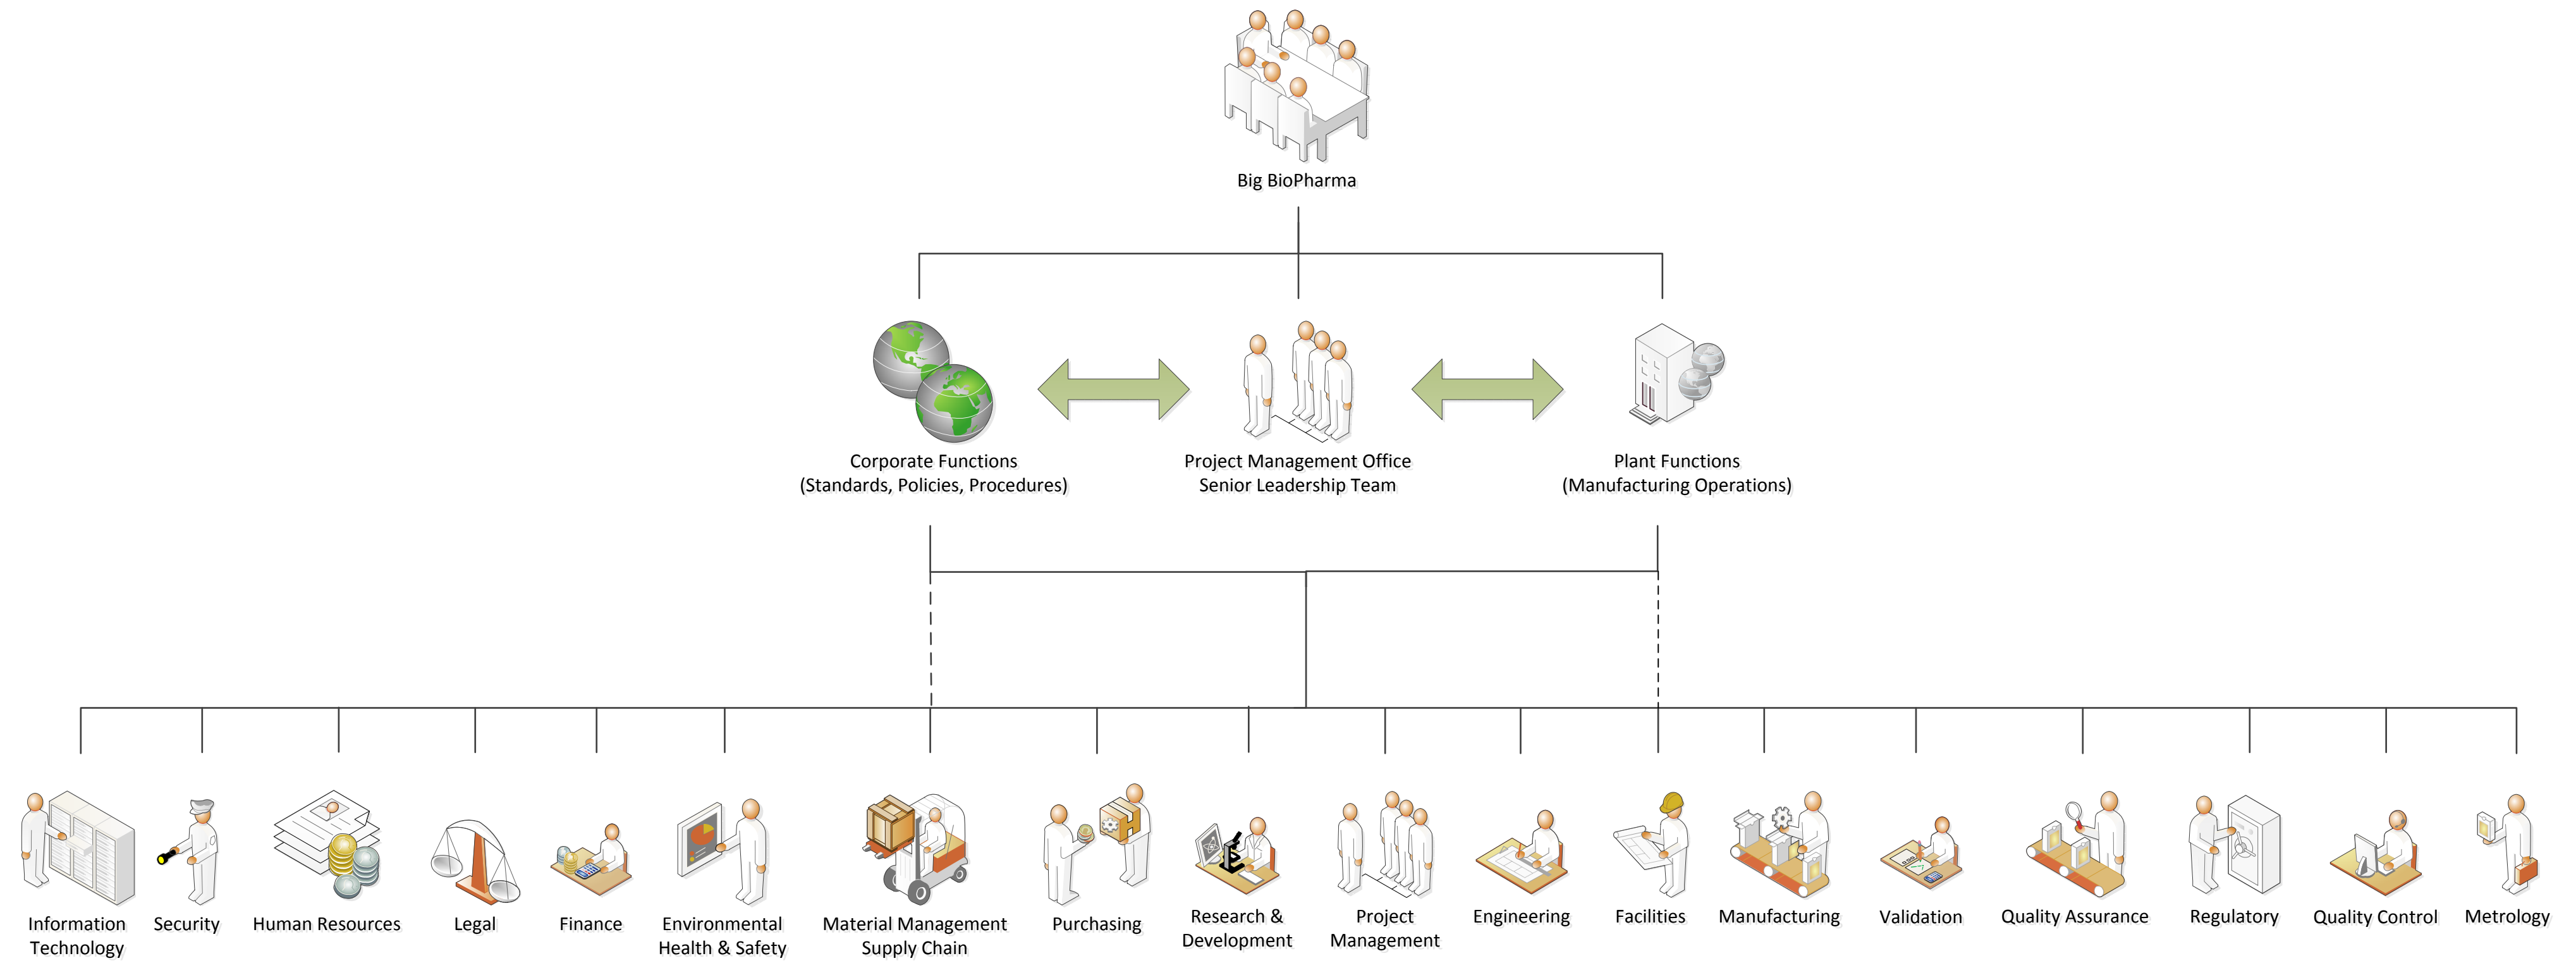 Big BioPharma
Corporate Functions
(Standards, Policies, Procedures)
Project Management Office
Senior Leadership Team
Plant Functions
(Manufacturing Operations)
Information
Technology
Security
Human Resources
Legal
Finance
Environmental
Health & Safety
Material Management
Supply Chain
Purchasing
Research &
Development
Project
Management
Engineering
Facilities
Manufacturing
Validation
Quality Assurance
Regulatory
Quality Control
Metrology